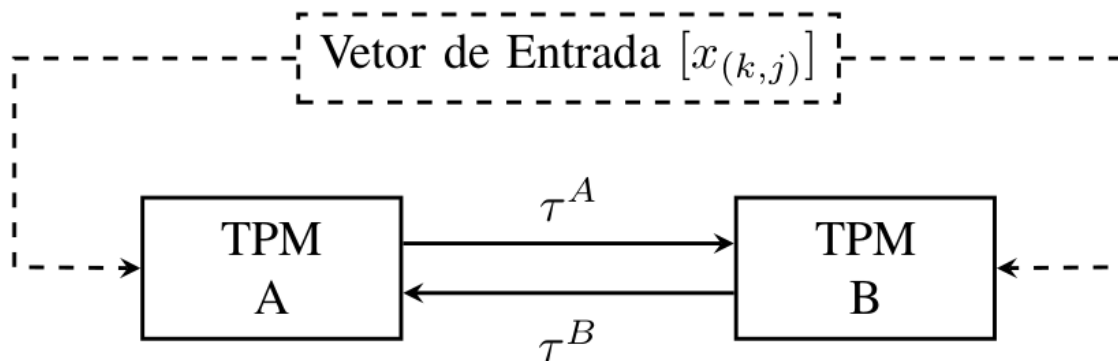 Vetor de Entrada [x_{(k,j)}]
τ^A
TPM
A
TPM
B
τ^B